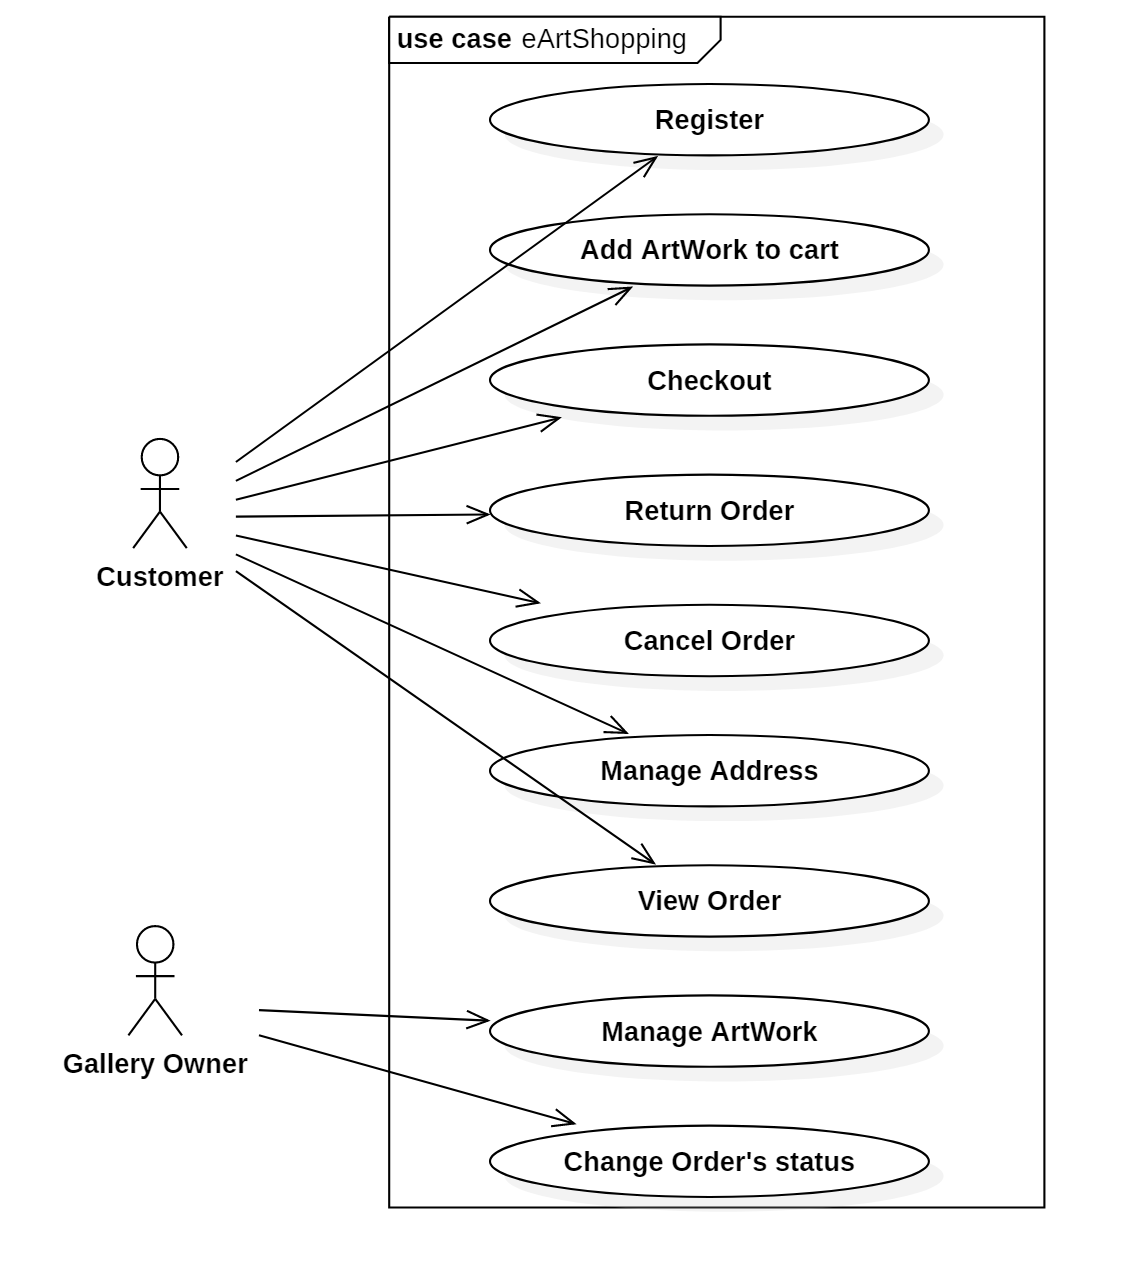 use case eArtShopping
Register
Add ArtWork to cart
Checkout
Return Order
Customer
Cancel Order
Manage Address
View Order
Manage ArtWork
Gallery Owner
Change Order's status